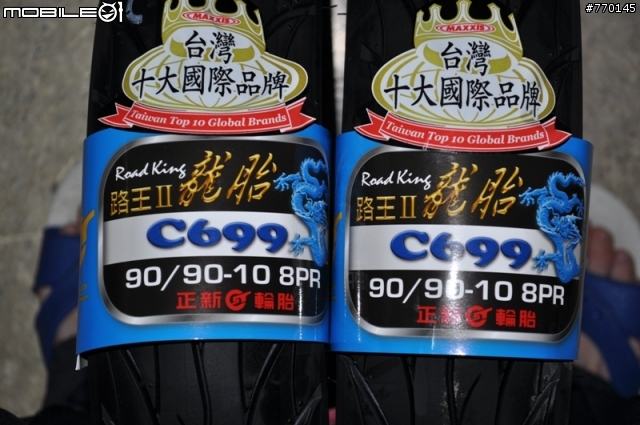 MOBILE01
#770145
MAXXIS
台灣
十大國際品牌
Taiwan Top 10 Global Brands
Road King
路王II龍胎
C699
90/90-10 8PR
正新輪胎
MAXXIS
台灣
十大國際品牌
Taiwan Top 10 Global Brands
Road King
路王II龍胎
C699
90/90-10 8PR
正新輪胎